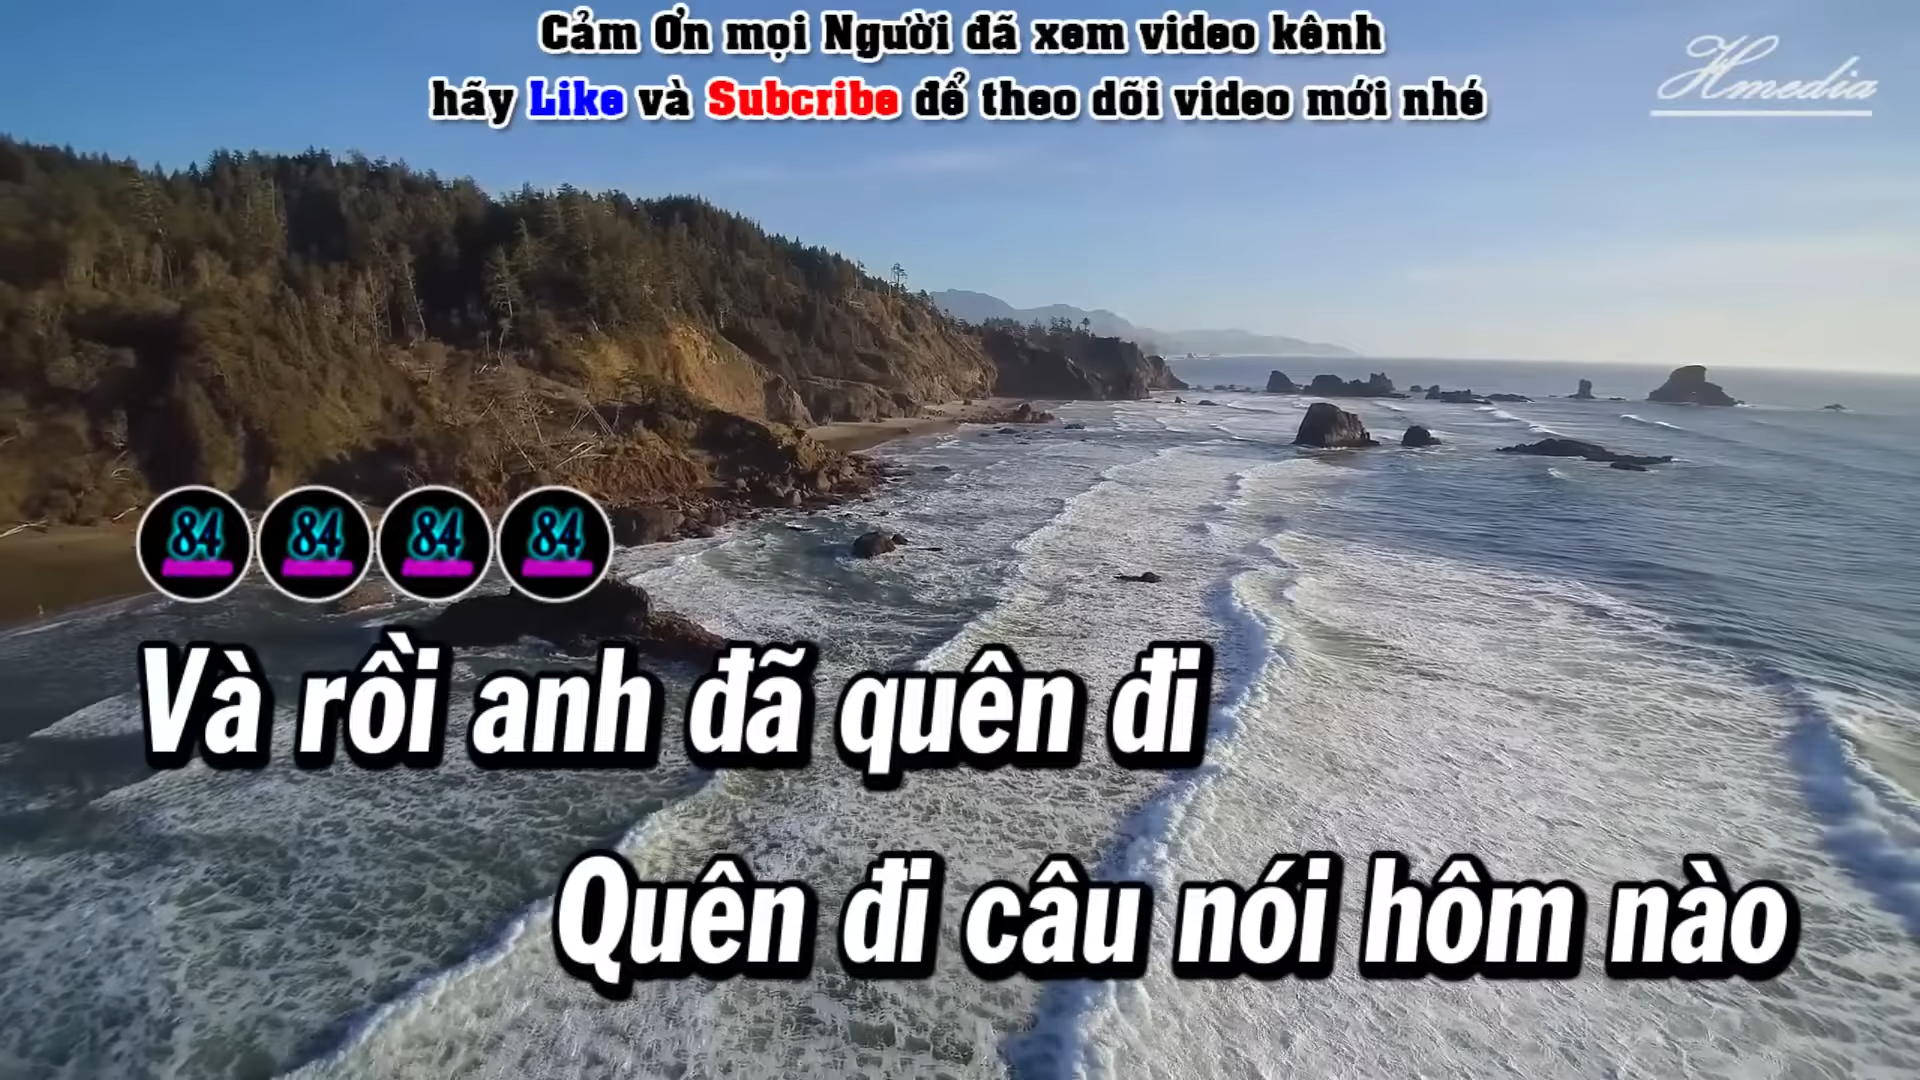 Cảm Ơn mọi Người đã xem video kênh
hãy Like và Subcribe để theo dõi video mới nhé
Hmedia
84 84 84 84
Và rồi anh đã quên đi
Quên đi câu nói hôm nào